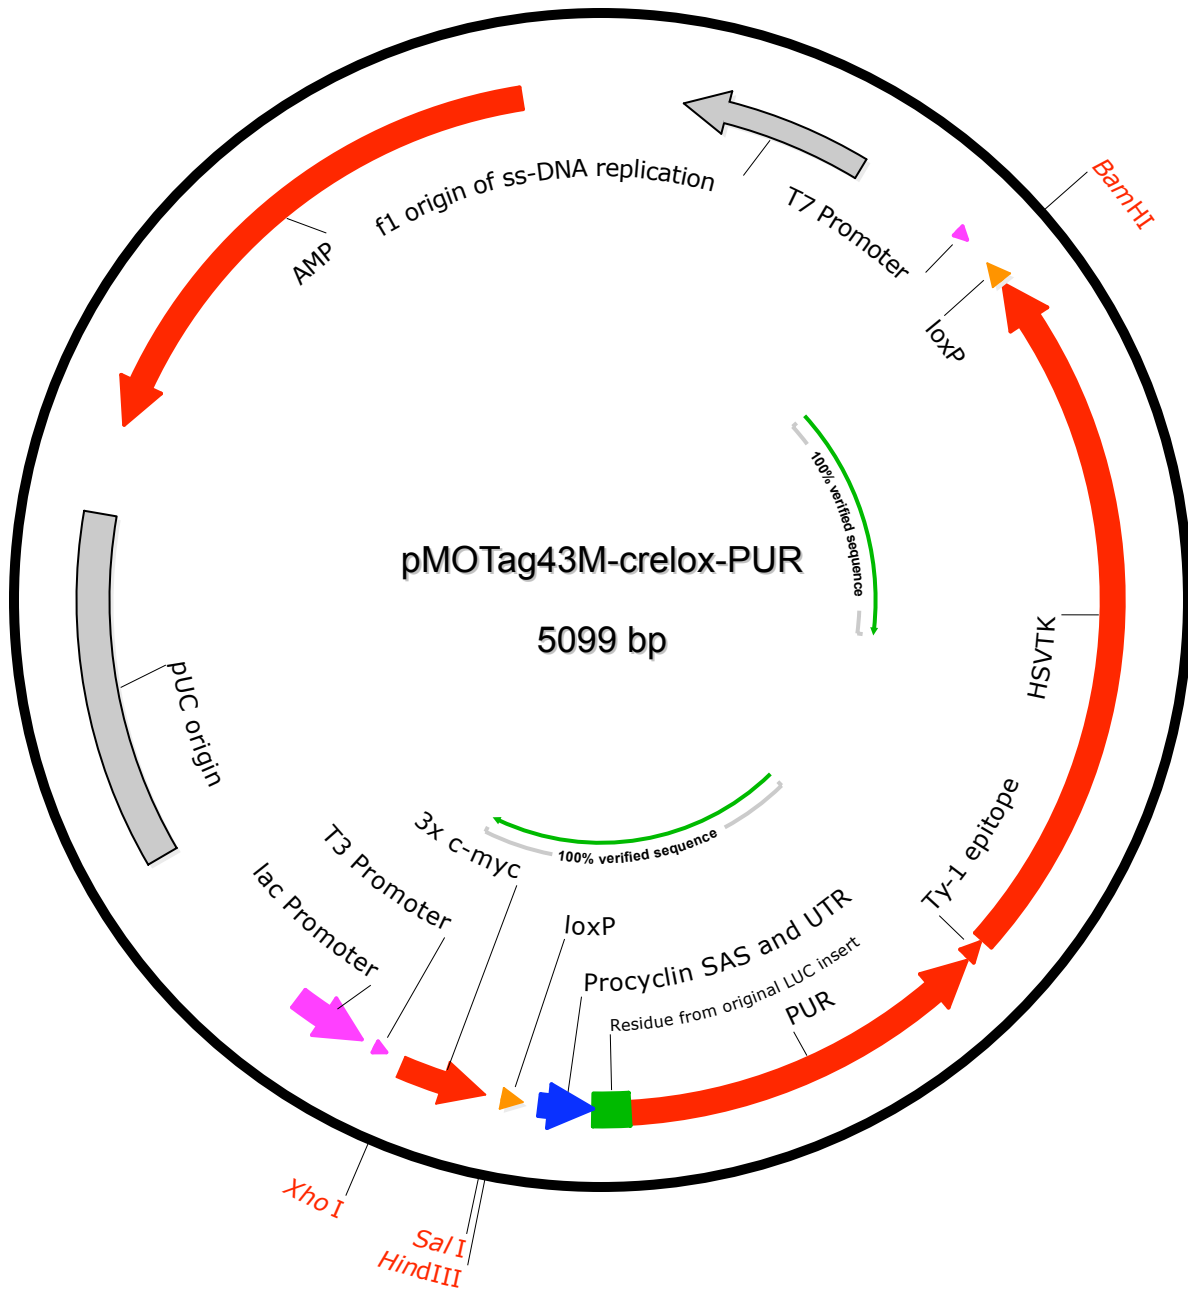 BamHI
f1 origin of ss-DNA replication
T7 Promoter
AMP
loxP
100% verified sequence
pMOTag43M-crelox-PUR
5099 bp
HSVTK
pUC origin
Ty-1 epitope
3x c-myc
T3 Promoter
100% verified sequence
lac Promoter
loxP
Procyclin SAS and UTR
Residue from original LUC insert
PUR
Xho I
Sal I
HindIII